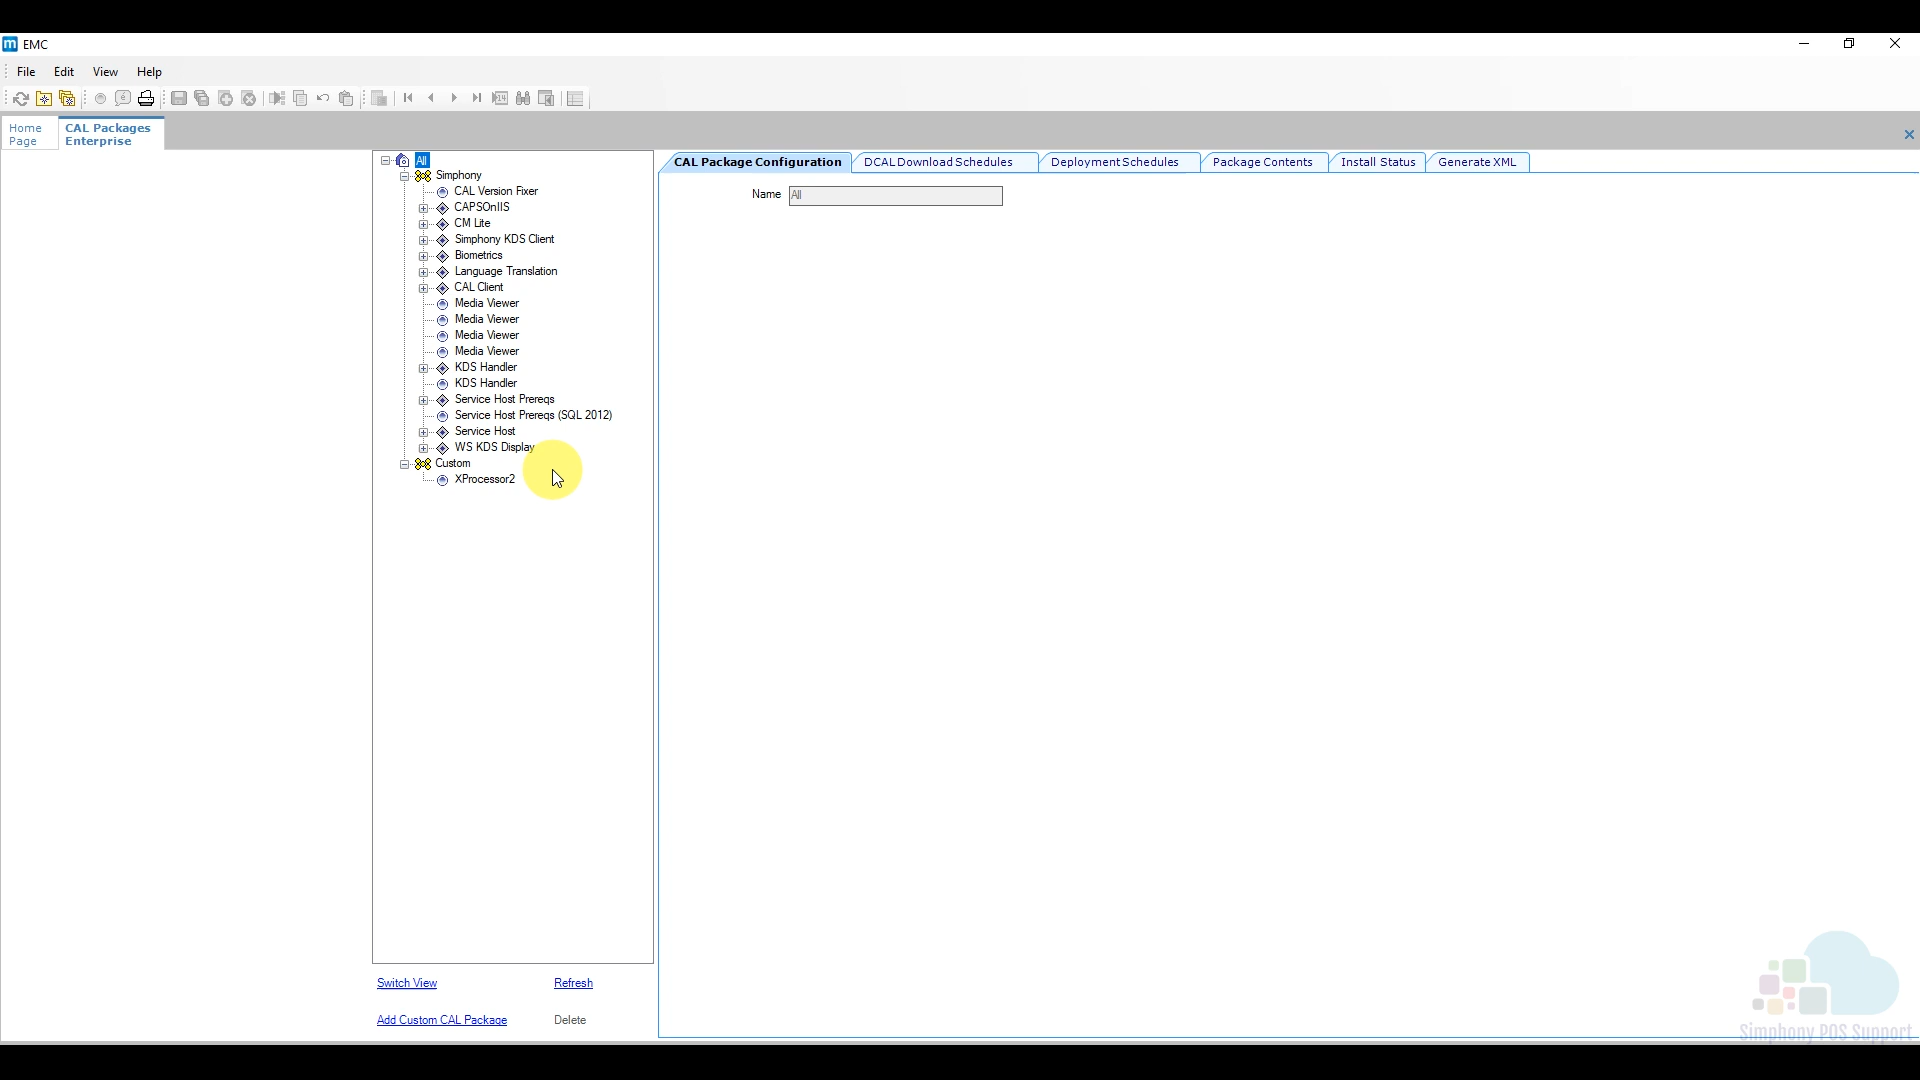 EMC
File Edit View Help
Home Page
CAL Packages Enterprise
All
Simphony
CAL Version Fixer
CAPSOnIIS
CM Lite
Simphony KDS Client
Biometrics
Language Translation
CAL Client
Media Viewer
Media Viewer
Media Viewer
Media Viewer
KDS Handler
KDS Handler
Service Host Prereqs
Service Host Prereqs (SQL 2012)
Service Host
WS KDS Display
Custom
XProcessor2
Switch View Refresh
Add Custom CAL Package Delete
CAL Package Configuration DCAL Download Schedules Deployment Schedules Package Contents Install Status Generate XML
Name All
Simphony POS Support